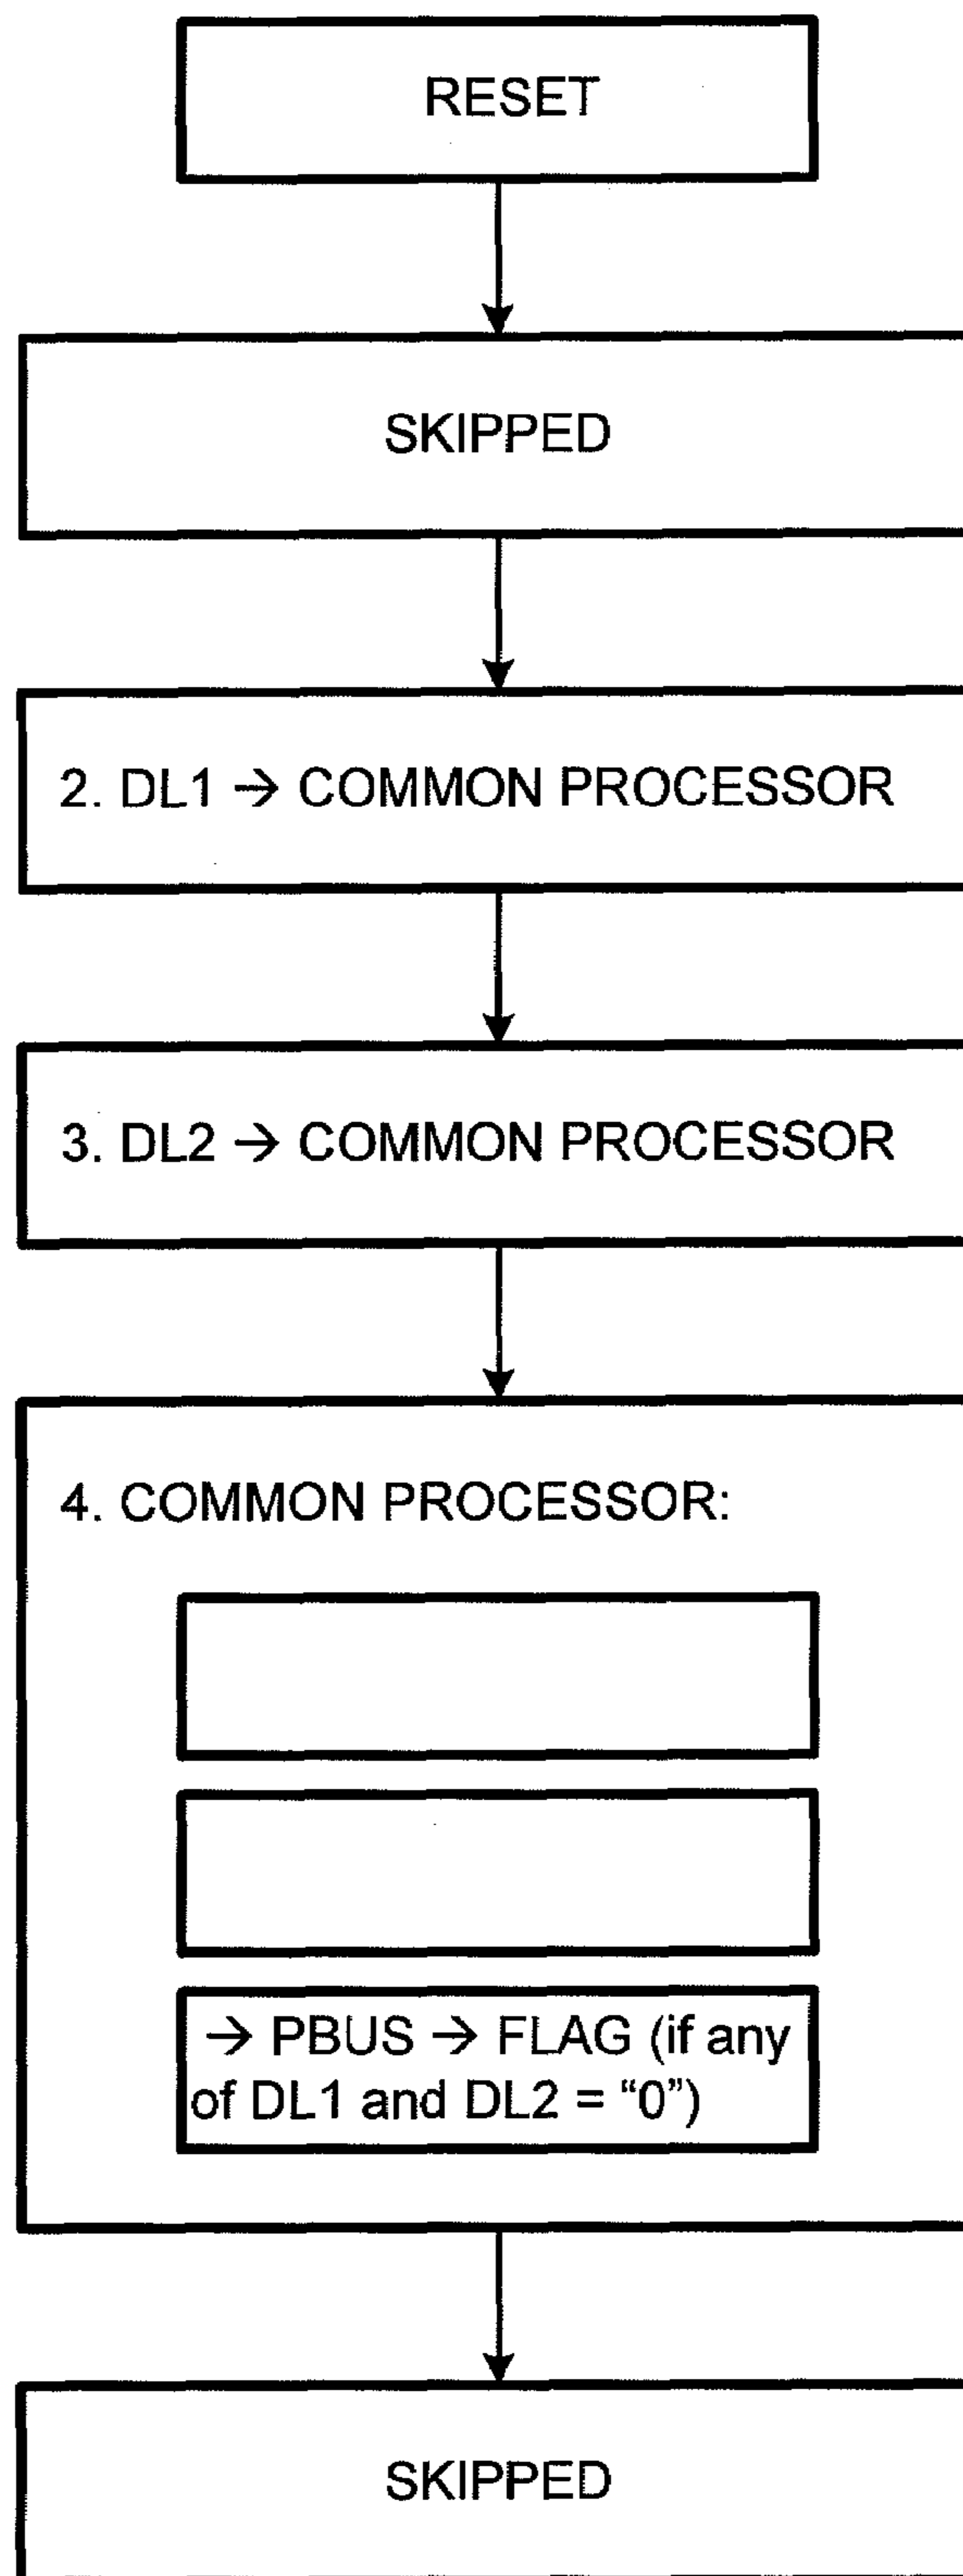 RESET
SKIPPED
2. DL1 → COMMON PROCESSOR
3. DL2 → COMMON PROCESSOR
4. COMMON PROCESSOR:
→ PBUS → FLAG (if any
of DL1 and DL2 = “0”)
SKIPPED